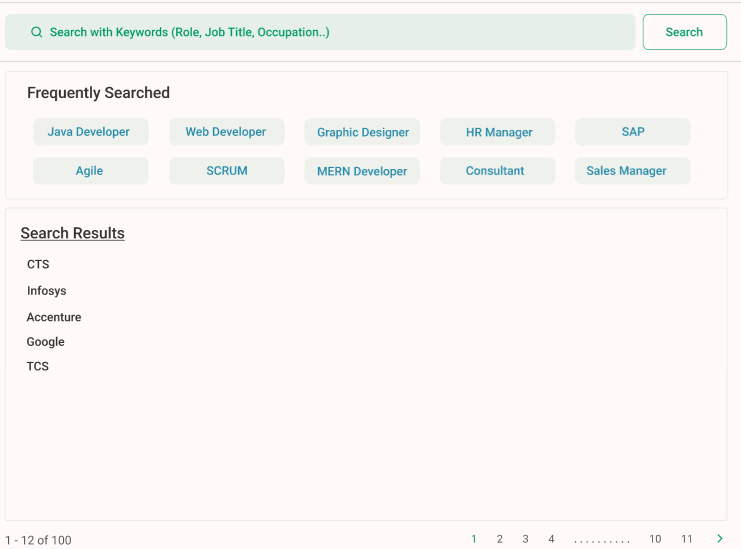 Search with Keywords (Role, Job Title, Occupation..) Search
Frequently Searched
Java Developer Web Developer Graphic Designer HR Manager SAP
Agile SCRUM MERN Developer Consultant Sales Manager
Search Results
CTS
Infosys
Accenture
Google
TCS
1 - 12 of 100 1 2 3 4 .......... 10 11 >